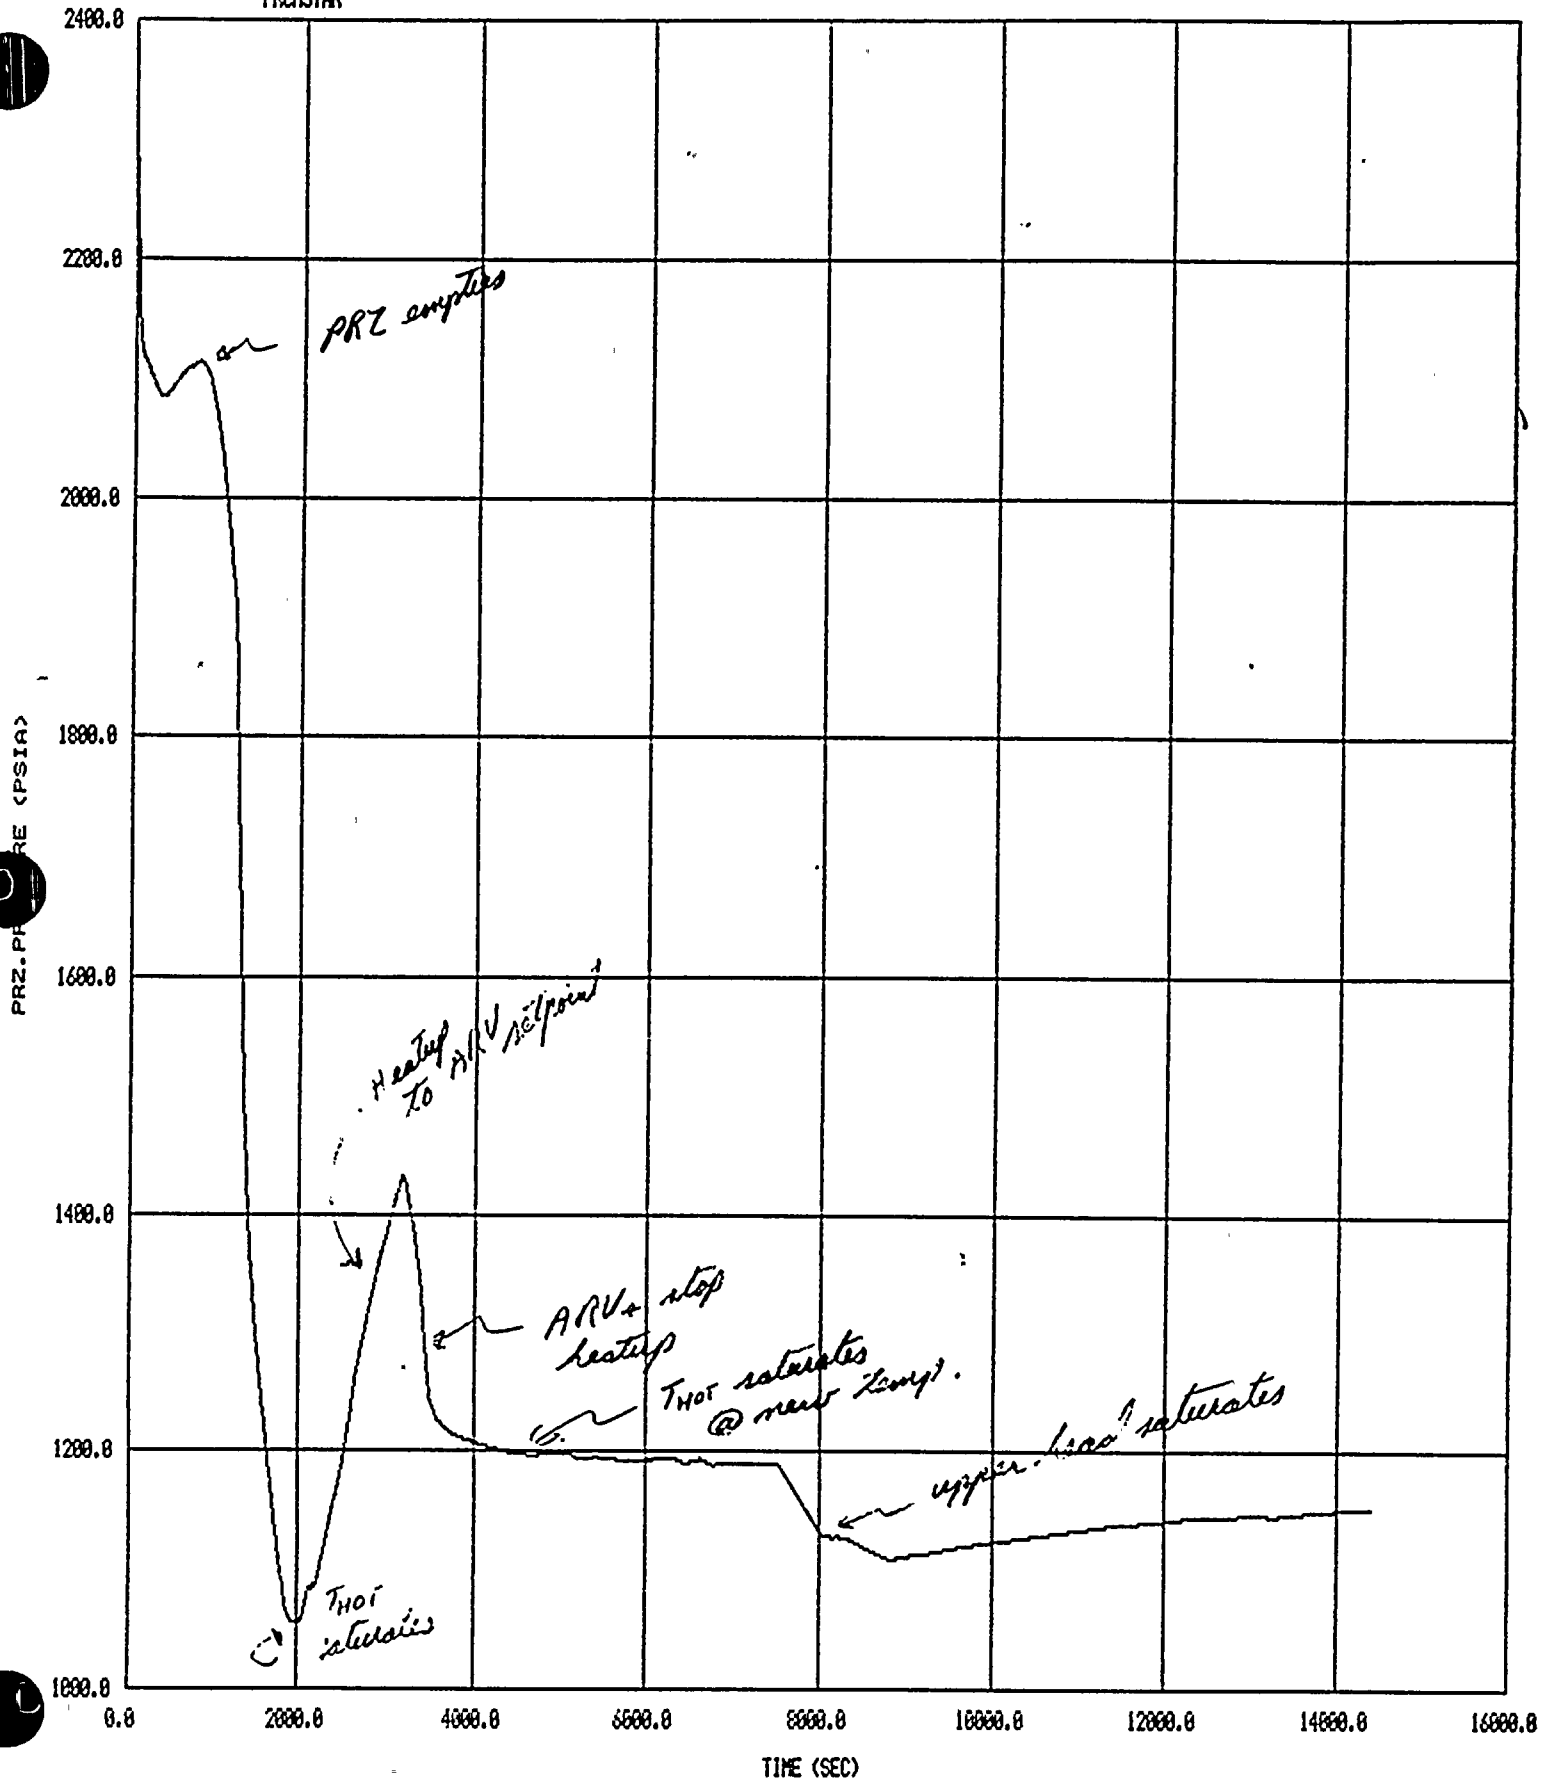 2400.0
2200.0
PRZ empties
2000.0
1800.0
PRZ.PR
RE (PSIA)
1600.0
Heatup
to ARV setpoint
1400.0
ARVs stop
heatup
THOT saturates
@ new temp.
1200.0
upper head saturates
THOT
1000.0
0.0 2000.0 4000.0 6000.0 8000.0 10000.0 12000.0 14000.0 16000.0
TIME (SEC)